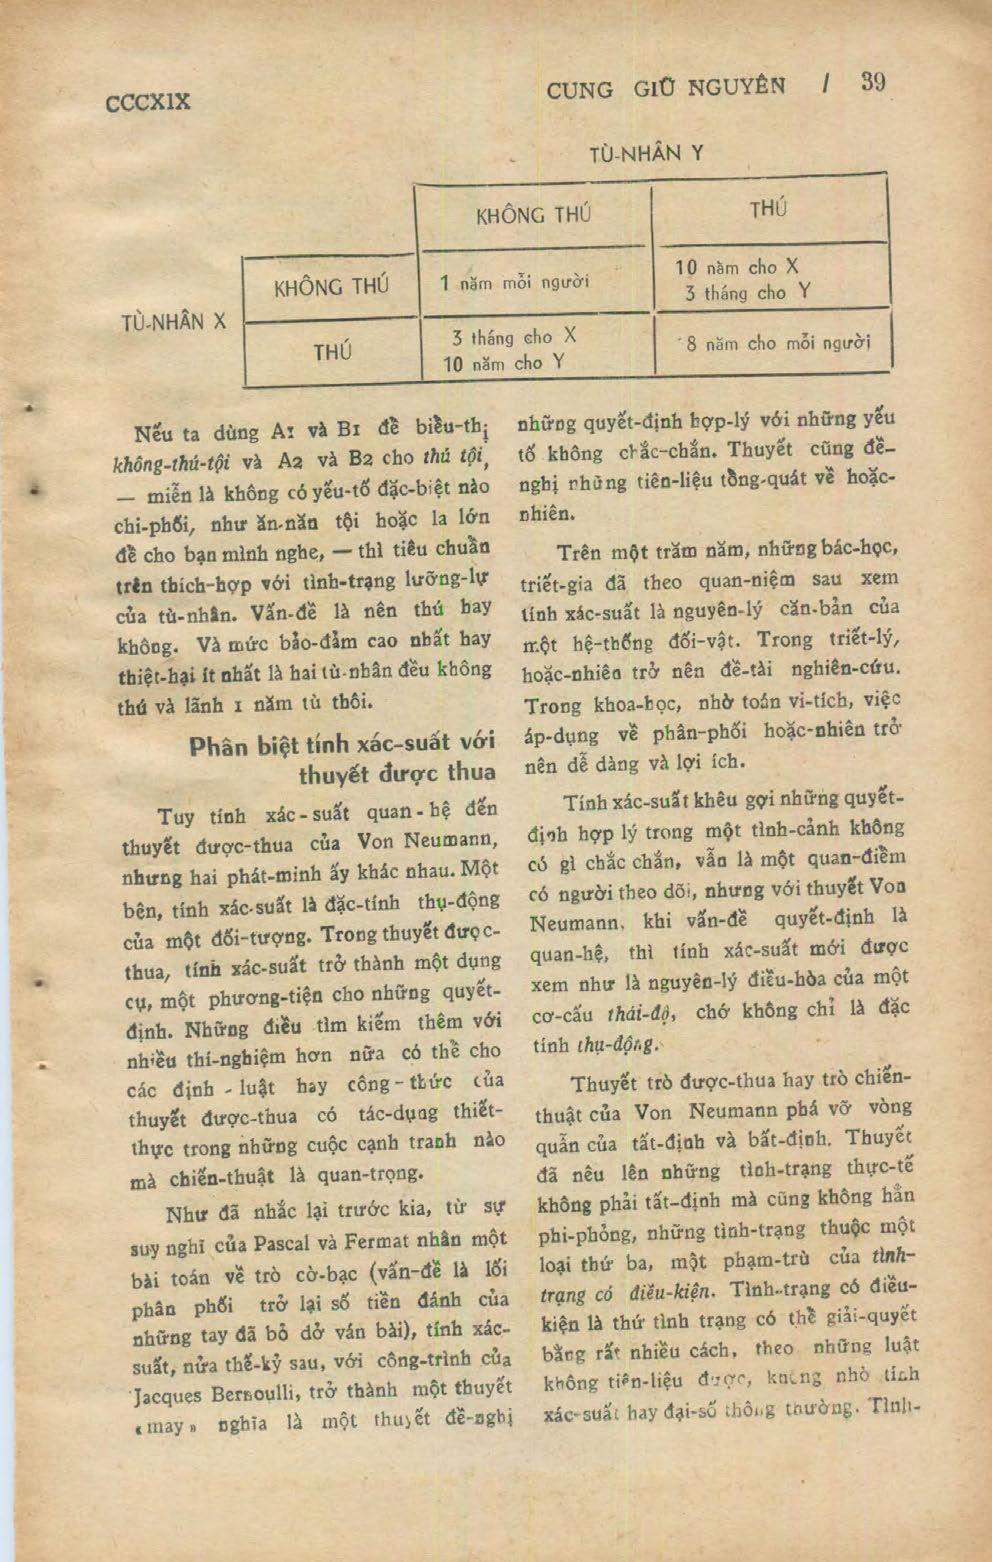 CCCXIX
CUNG GIŨ NGUYÊN / 39
TÙ-NHÂN Y
KHÔNG THÚ
THÚ
TÙ-NHÂN X
KHÔNG THÚ
1 năm mỗi người
10 năm cho X
3 tháng cho Y
THÚ
3 tháng cho X
10 năm cho Y
8 năm cho mỗi người
Nếu ta dùng A1 và B1 để biểu-thị
không-thú-tội và A2 và B2 cho thú tội,
— miễn là không có yếu-tố đặc-biệt nào
chi-phối, như ăn-năn tội hoặc la lớn
để cho bạn mình nghe, — thì tiêu chuẩn
trên thích-hợp với tình-trạng lưỡng-lự
của tù-nhân. Vấn-đề là nên thú hay
không. Và mức bảo-đảm cao nhất hay
thiệt-hại ít nhất là hai tù-nhân đều không
thú và lãnh 1 năm tù thôi.
Phân biệt tính xác-suất với
thuyết được thua
Tuy tính xác-suất quan-hệ đến
thuyết được-thua của Von Neumann,
nhưng hai phát-minh ấy khác nhau. Một
bên, tính xác-suất là đặc-tính thụ-động
của một đối-tượng. Trong thuyết được-
thua, tính xác-suất trở thành một dụng
cụ, một phương-tiện cho những quyết-
định. Những điều tìm kiếm thêm với
nhiều thí-nghiệm hơn nữa có thể cho
các định-luật hay công-thức của
thuyết được-thua có tác-dụng thiết-
thực trong những cuộc cạnh tranh nào
mà chiến-thuật là quan-trọng.
Như đã nhắc lại trước kia, từ sự
suy nghĩ của Pascal và Fermat nhân một
bài toán về trò cờ-bạc (vấn-đề là lối
phân phối trở lại số tiền đánh của
những tay đã bỏ dở ván bài), tính xác-
suất, nửa thế-kỷ sau, với công-trình của
Jacques Bernoulli, trở thành một thuyết
« may » nghĩa là một thuyết đề-nghị
những quyết-định hợp-lý với những yếu
tố không chắc-chắn. Thuyết cũng đề-
nghị những tiên-liệu tổng-quát về hoặc-
nhiên.
Trên một trăm năm, những bác-học,
triết-gia đã theo quan-niệm sau xem
tính xác-suất là nguyên-lý căn-bản của
một hệ-thống đối-vật. Trong triết-lý,
hoặc-nhiên trở nên đề-tài nghiên-cứu.
Trong khoa-học, nhờ toán vi-tích, việc
áp-dụng về phân-phối hoặc-nhiên trở
nên dễ dàng và lợi ích.
Tính xác-suất khêu gợi những quyết-
định hợp lý trong một tình-cảnh không
có gì chắc chắn, vẫn là một quan-điểm
có người theo dõi, nhưng với thuyết Von
Neumann, khi vấn-đề quyết-định là
quan-hệ, thì tính xác-suất mới được
xem như là nguyên-lý điều-hòa của một
cơ-cấu thái-độ, chớ không chỉ là đặc
tính thụ-động.
Thuyết trò được-thua hay trò chiến-
thuật của Von Neumann phá vỡ vòng
quẩn của tất-định và bất-định. Thuyết
đã nêu lên những tình-trạng thực-tế
không phải tất-định mà cũng không hẳn
phi-phỏng, những tình-trạng thuộc một
loại thứ ba, một phạm-trù của tình-
trạng có điều-kiện. Tình-trạng có điều-
kiện là thứ tình trạng có thể giải-quyết
bằng rất nhiều cách, theo những luật
không tiên-liệu được, không nhờ tính
xác-suất hay đại-số thông thường. Tình-